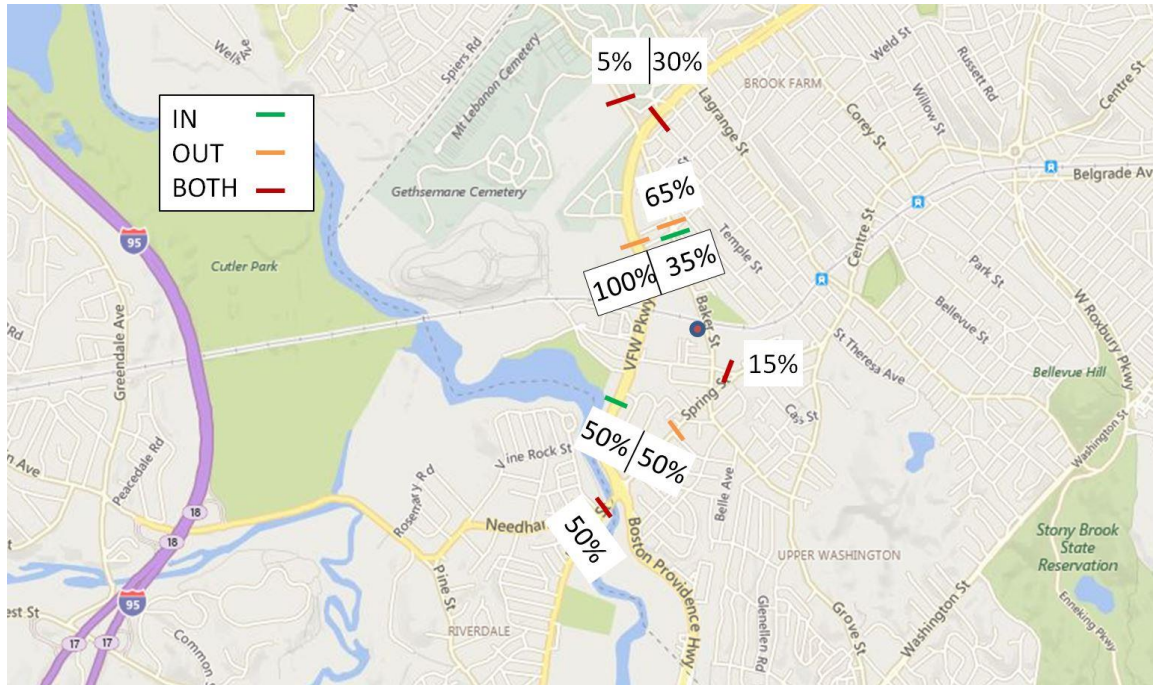 Wells Ave
Spiers Rd
Mt Lebanon Cemetery
5% 30%
BROOK FARM
Weld St
Russett Rd
Centre St
Lagrange St
Corey St
Willow St
IN
OUT
BOTH
Belgrade Av
Gethsemane Cemetery
65%
95
Cutler Park
Temple St
Centre St
Park St
100% 35%
Baker St
VFW Pkwy
Bellevue St
W Roxbury Pkwy
Greendale Ave
St Theresa Ave
15%
Bellevue Hill
Spring St
Cass St
Washington St
50% 50%
Vine Rock St
Peacedale Rd
Rosemary Rd
Belle Ave
n Ave
18
18
Needha
50%
Boston Providence Hwy
UPPER WASHINGTON
Stony Brook
State
Reservation
Pine St
95
est St
17
17
Common
RIVERDALE
Glenellen Rd
Grove St
Washington St
Enneking Pkwy